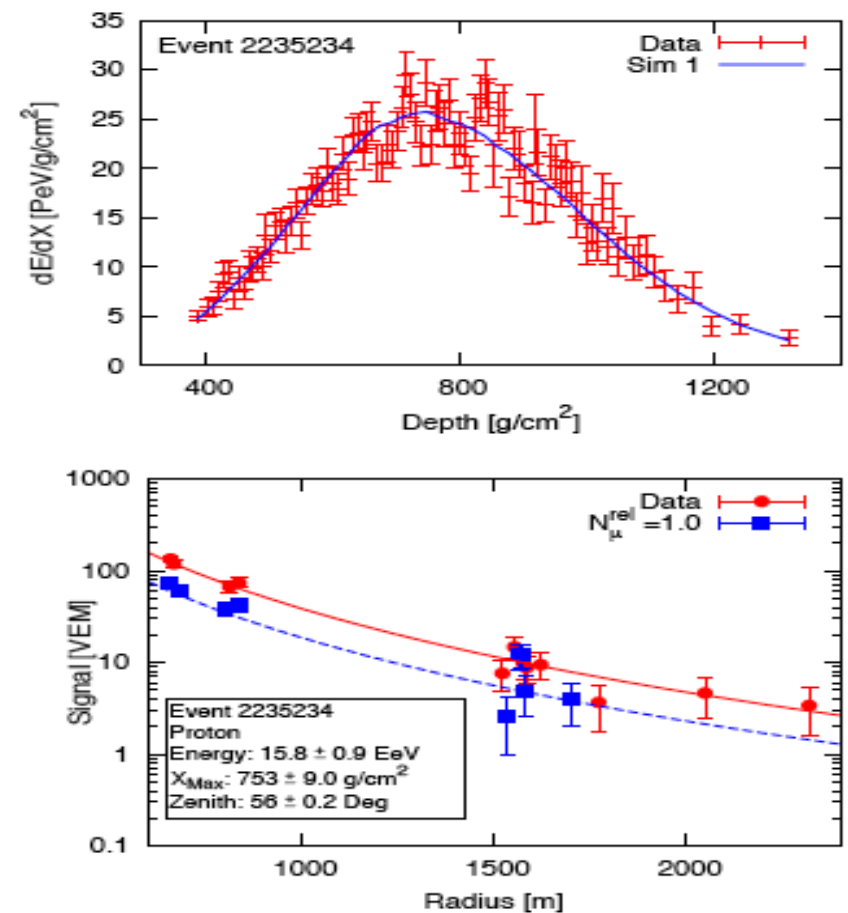 Event 2235234
Data
Sim 1
35
30
25
20
15
10
5
0
dE/dX [PeV/g/cm²]
400 800 1200
Depth [g/cm²]
Data
N_μ^rel =1.0
1000
100
10
1
0.1
Signal [VEM]
Event 2235234
Proton
Energy: 15.8 ± 0.9 EeV
X_Max: 753 ± 9.0 g/cm²
Zenith: 56 ± 0.2 Deg
1000 1500 2000
Radius [m]